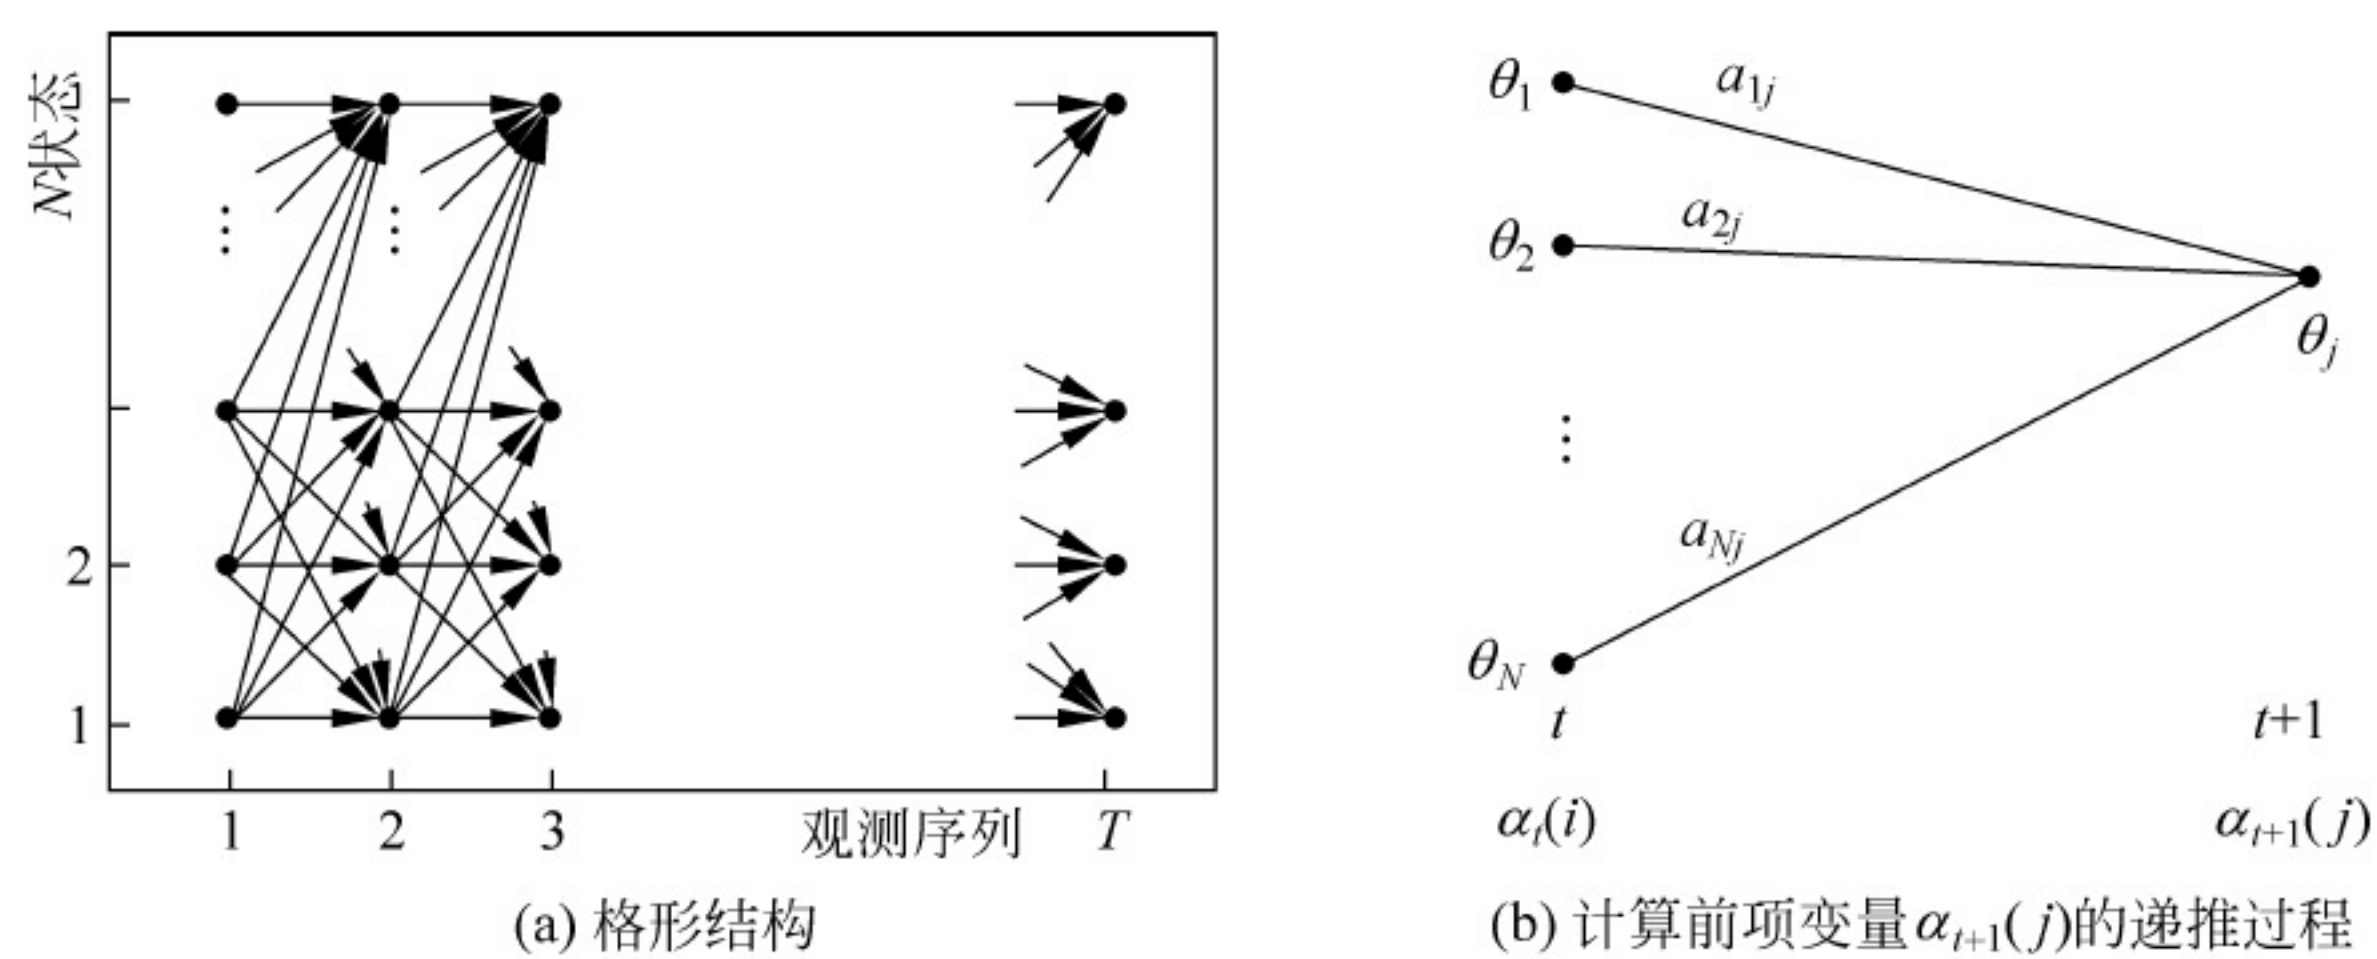 N状态
⋮
⋮
2
1
1
2
3
观测序列
T
(a) 格形结构
θ₁
a₁ⱼ
θ₂
a₂ⱼ
θⱼ
⋮
a_Nj
θ_N
t
t+1
αₜ(i)
αₜ₊₁(j)
(b) 计算前项变量αₜ₊₁(j)的递推过程